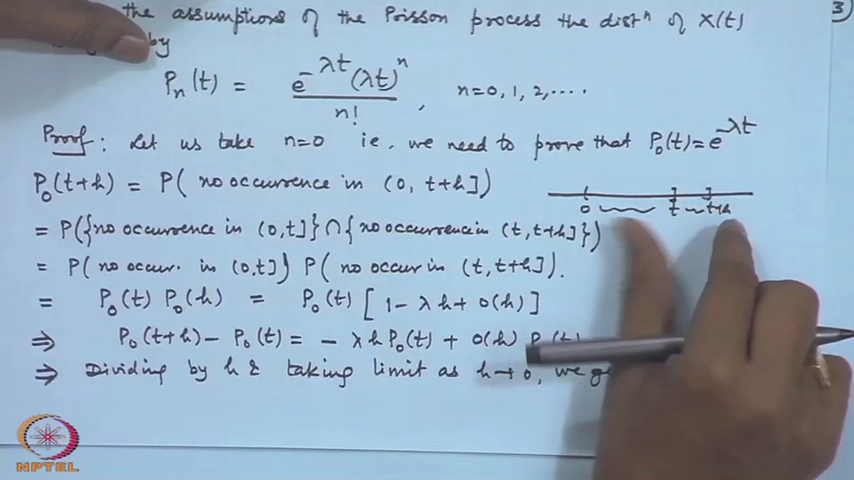 3
the assumptions of the Poisson process the distⁿ of X(t)
by
Pₙ(t) = e^{-λt} (λt)ⁿ / n! , n=0, 1, 2, ....
Proof : Let us take n=0 ie, we need to prove that P₀(t) = e^{-λt}
P₀(t+h) = P( no occurrence in (0, t+h])
0 t t+h
= P({no occurrence in (0,t]} ∩ {no occurrence in (t, t+h]})
= P( no occur. in (0,t]) P( no occur in (t, t+h]).
= P₀(t) P₀(h) = P₀(t) [1 - λh + o(h)]
⇒ P₀(t+h) - P₀(t) = - λh P₀(t) + o(h) P₀(t)
⇒ Dividing by h & taking limit as h→0, we
NPTEL